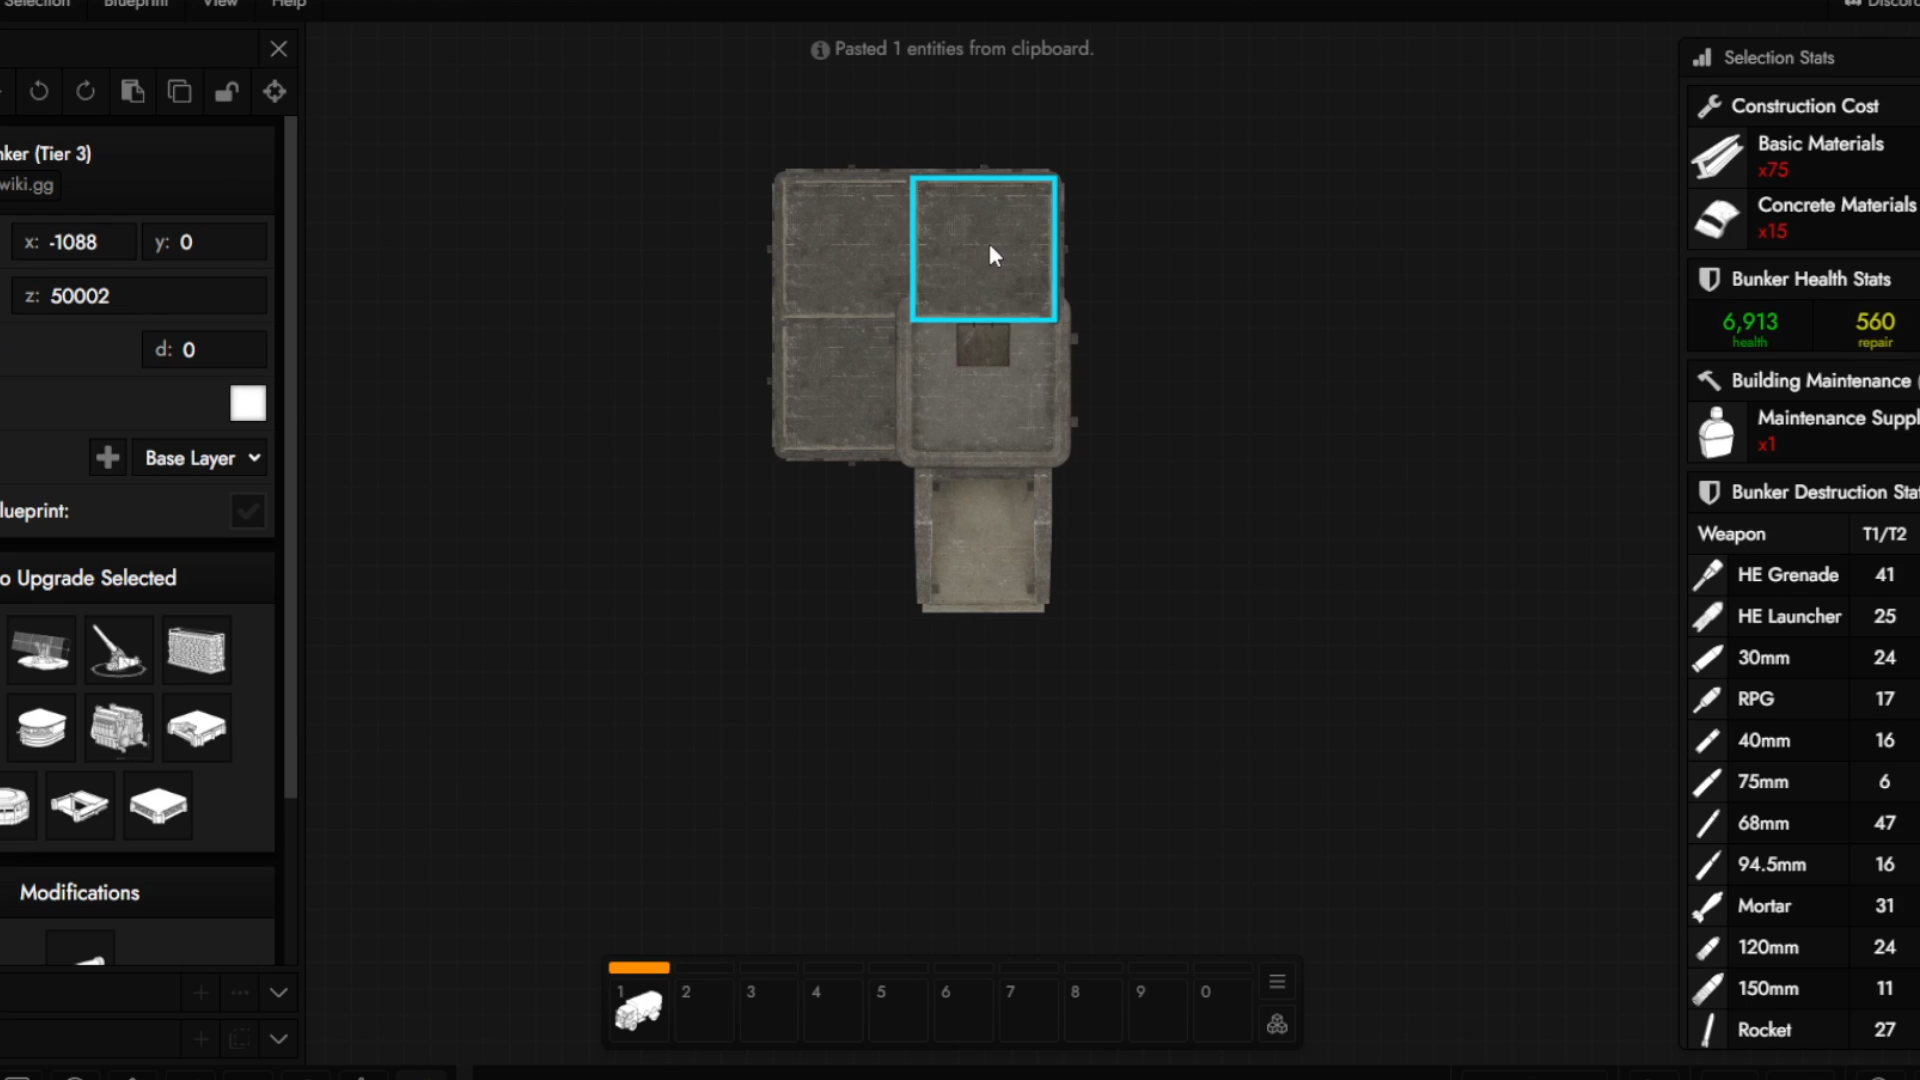 Selection
Blueprint
View
Help
Discord
Pasted 1 entities from clipboard.
nker (Tier 3)
wiki.gg
x: -1088
y: 0
z: 50002
d: 0
Base Layer
lueprint:
o Upgrade Selected
Modifications
1
2
3
4
5
6
7
8
9
0
Selection Stats
Construction Cost
Basic Materials
x75
Concrete Materials
x15
Bunker Health Stats
6,913
health
560
repair
Building Maintenance (
Maintenance Suppl
x1
Bunker Destruction Stat
Weapon T1/T2
HE Grenade 41
HE Launcher 25
30mm 24
RPG 17
40mm 16
75mm 6
68mm 47
94.5mm 16
Mortar 31
120mm 24
150mm 11
Rocket 27